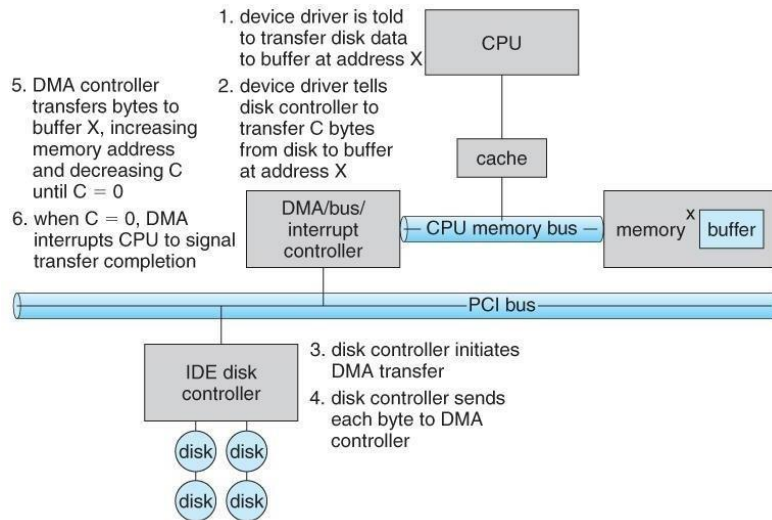 1. device driver is told
to transfer disk data
to buffer at address X
2. device driver tells
disk controller to
transfer C bytes
from disk to buffer
at address X
CPU
5. DMA controller
transfers bytes to
buffer X, increasing
memory address
and decreasing C
until C = 0
6. when C = 0, DMA
interrupts CPU to signal
transfer completion
cache
DMA/bus/
interrupt
controller
CPU memory bus
memory
x
buffer
PCI bus
IDE disk
controller
3. disk controller initiates
DMA transfer
4. disk controller sends
each byte to DMA
controller
disk
disk
disk
disk